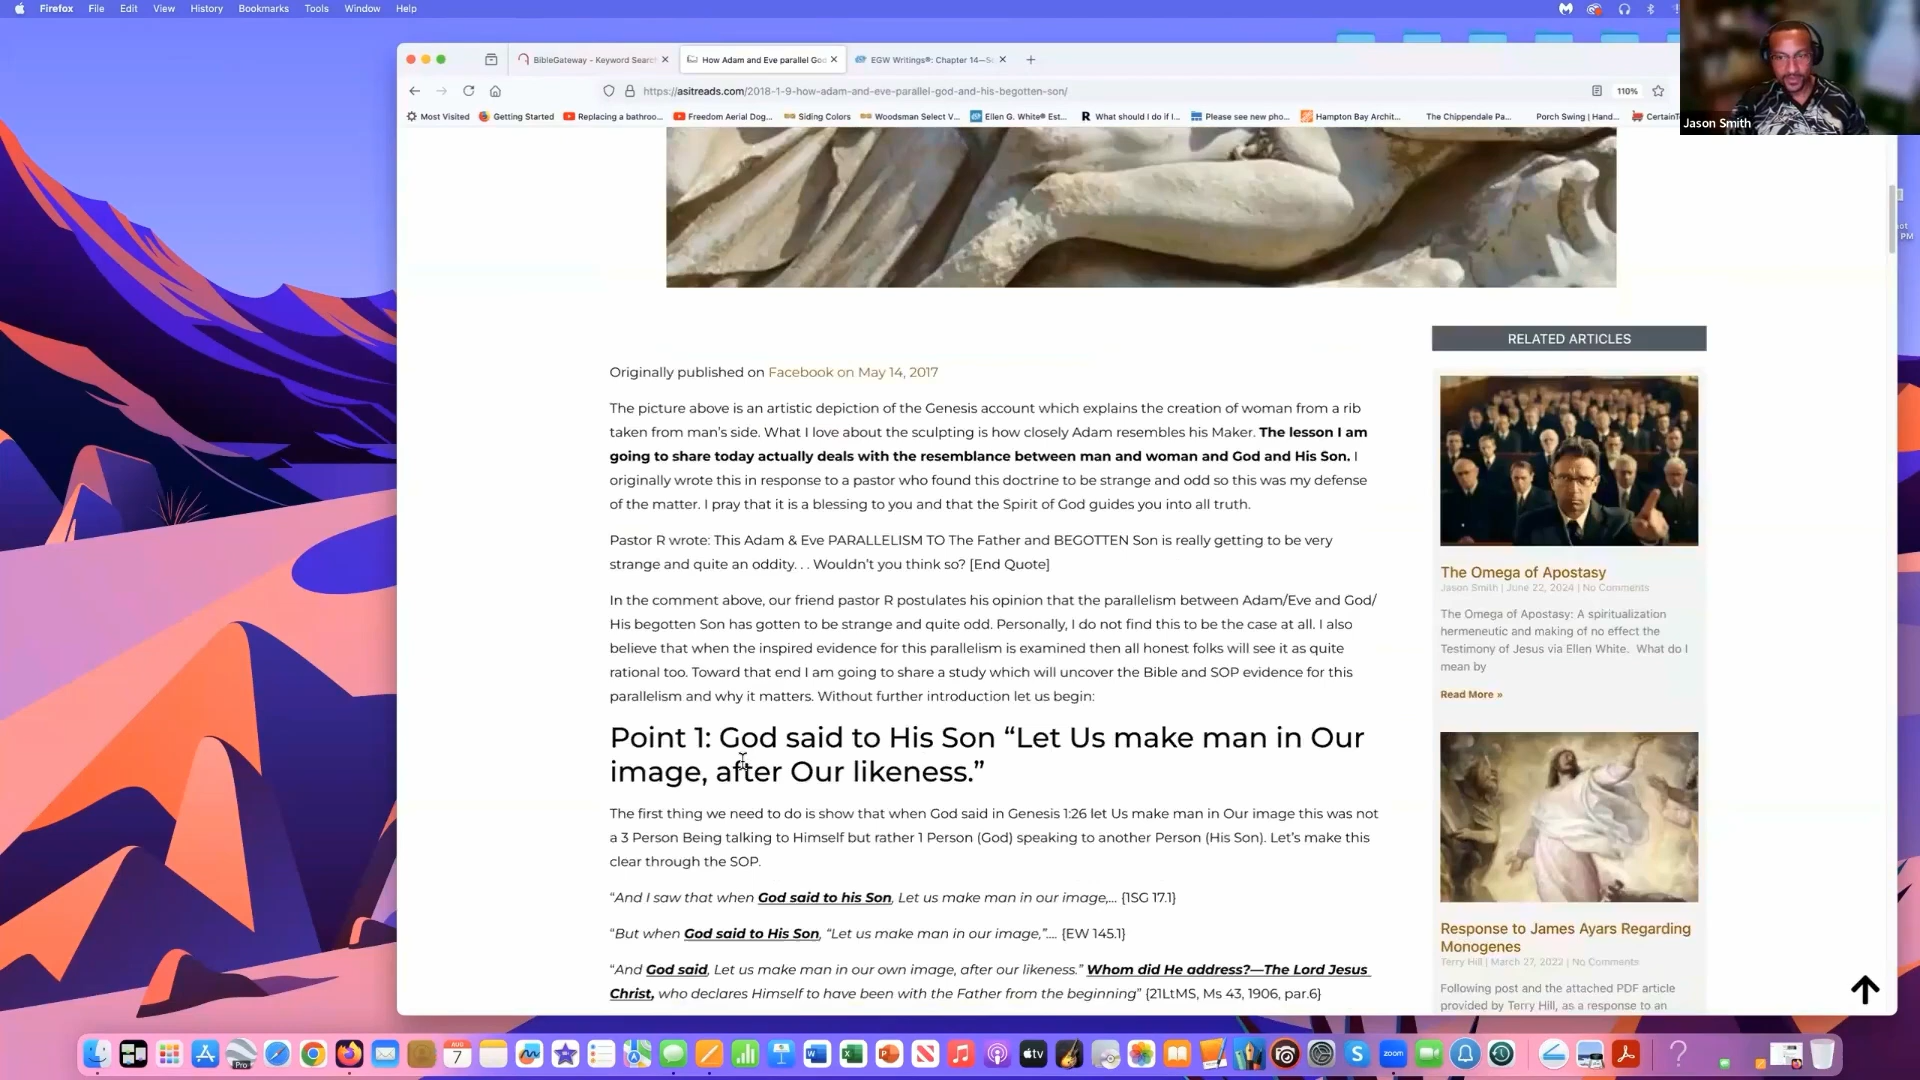 Firefox File Edit View History Bookmarks Tools Window Help
BibleGateway - Keyword Searc
How Adam and Eve parallel Go
EGW Writings®: Chapter 14—S
https://asitreads.com/2018-1-9-how-adam-and-eve-parallel-god-and-his-begotten-son/
110%
Most Visited Getting Started Replacing a bathroo... Freedom Aerial Dog... Siding Colors Woodsman Select V... Ellen G. White® Est... What should I do if I... Please see new pho... Hampton Bay Archit... The Chippendale Pa... Porch Swing | Hand...
Jason Smith
PM
Originally published on Facebook on May 14, 2017
The picture above is an artistic depiction of the Genesis account which explains the creation of woman from a rib
taken from man's side. What I love about the sculpting is how closely Adam resembles his Maker. The lesson I am
going to share today actually deals with the resemblance between man and woman and God and His Son. I
originally wrote this in response to a pastor who found this doctrine to be strange and odd so this was my defense
of the matter. I pray that it is a blessing to you and that the Spirit of God guides you into all truth.
Pastor R wrote: This Adam & Eve PARALLELISM TO The Father and BEGOTTEN Son is really getting to be very
strange and quite an oddity. . . Wouldn't you think so? [End Quote]
In the comment above, our friend pastor R postulates his opinion that the parallelism between Adam/Eve and God/
His begotten Son has gotten to be strange and quite odd. Personally, I do not find this to be the case at all. I also
believe that when the inspired evidence for this parallelism is examined then all honest folks will see it as quite
rational too. Toward that end I am going to share a study which will uncover the Bible and SOP evidence for this
parallelism and why it matters. Without further introduction let us begin:
Point 1: God said to His Son “Let Us make man in Our
image, after Our likeness.”
The first thing we need to do is show that when God said in Genesis 1:26 let Us make man in Our image this was not
a 3 Person Being talking to Himself but rather 1 Person (God) speaking to another Person (His Son). Let's make this
clear through the SOP.
“And I saw that when God said to his Son, Let us make man in our image,... {1SG 17.1}
“But when God said to His Son, “Let us make man in our image,”.... {EW 145.1}
“And God said, Let us make man in our own image, after our likeness.” Whom did He address?—The Lord Jesus
Christ, who declares Himself to have been with the Father from the beginning” {21LtMS, Ms 43, 1906, par.6}
RELATED ARTICLES
The Omega of Apostasy
Jason Smith | June 22, 2024 | No Comments
The Omega of Apostasy: A spiritualization
hermeneutic and making of no effect the
Testimony of Jesus via Ellen White. What do I
mean by
Read More »
Response to James Ayars Regarding
Monogenes
Terry Hill | March 27, 2022 | No Comments
Following post and the attached PDF article
provided by Terry Hill, as a response to an
Pro
AUG
7
tv
zoom